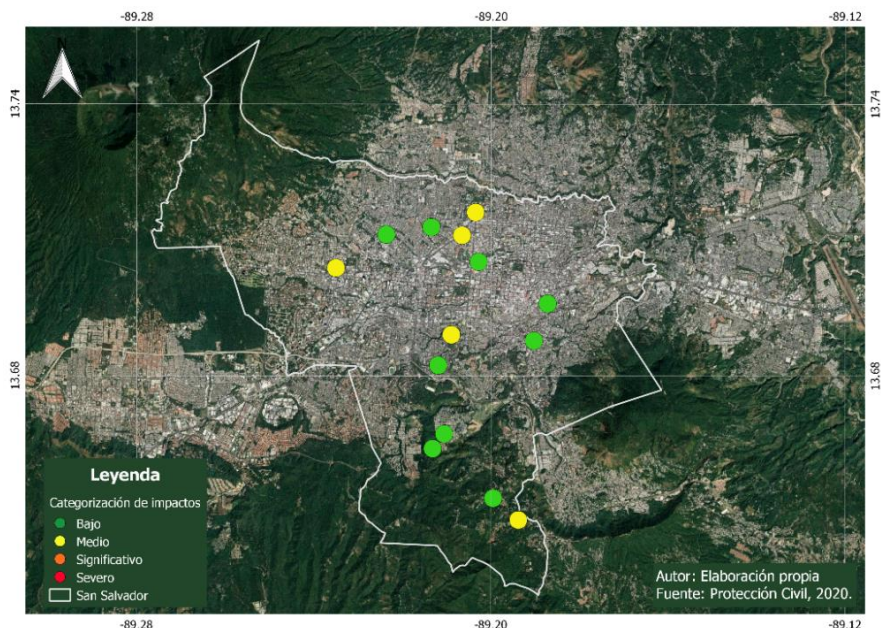 -89.28
-89.20
-89.12
N
13.74
13.74
13.68
13.68
Leyenda
Categorización de impactos
Bajo
Medio
Significativo
Severo
San Salvador
Autor: Elaboración propia
Fuente: Protección Civil, 2020.
-89.28
-89.20
-89.12